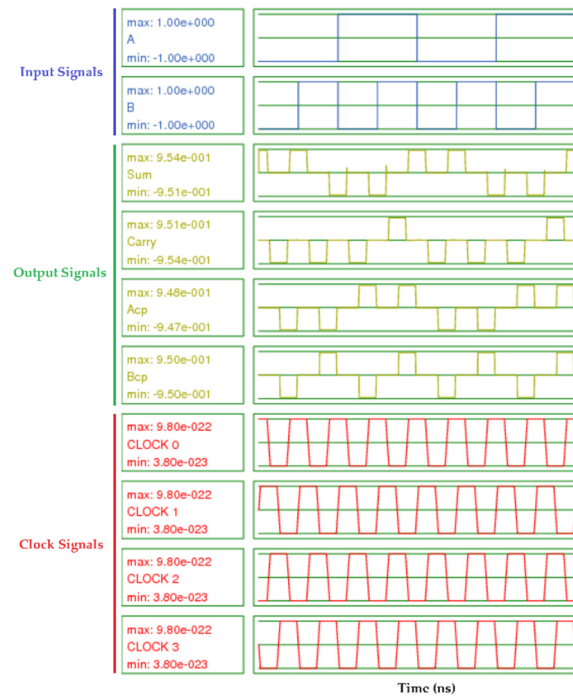 Input Signals
max: 1.00e+000
A
min: -1.00e+000
max: 1.00e+000
B
min: -1.00e+000
Output Signals
max: 9.54e-001
Sum
min: -9.51e-001
max: 9.51e-001
Carry
min: -9.54e-001
max: 9.48e-001
Acp
min: -9.47e-001
max: 9.50e-001
Bcp
min: -9.50e-001
Clock Signals
max: 9.80e-022
CLOCK 0
min: 3.80e-023
max: 9.80e-022
CLOCK 1
min: 3.80e-023
max: 9.80e-022
CLOCK 2
min: 3.80e-023
max: 9.80e-022
CLOCK 3
min: 3.80e-023
Time (ns)